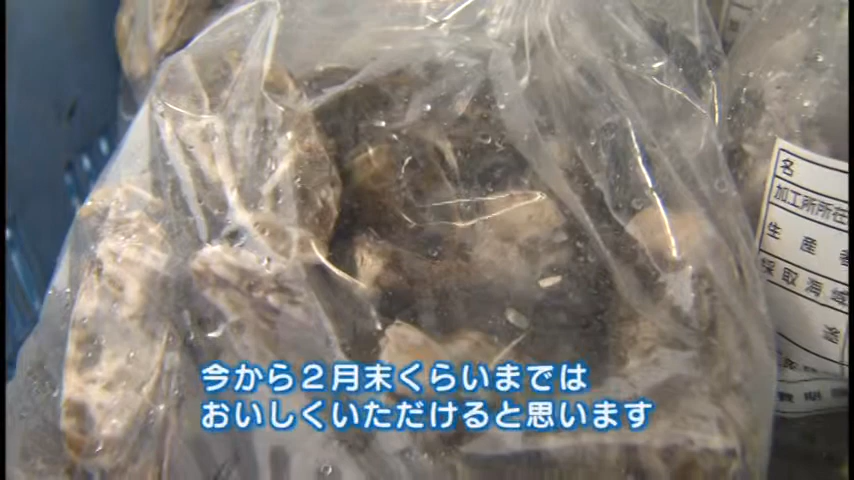 名
加工所所在
生産者
採取海域
今から２月末くらいまでは
おいしくいただけると思います